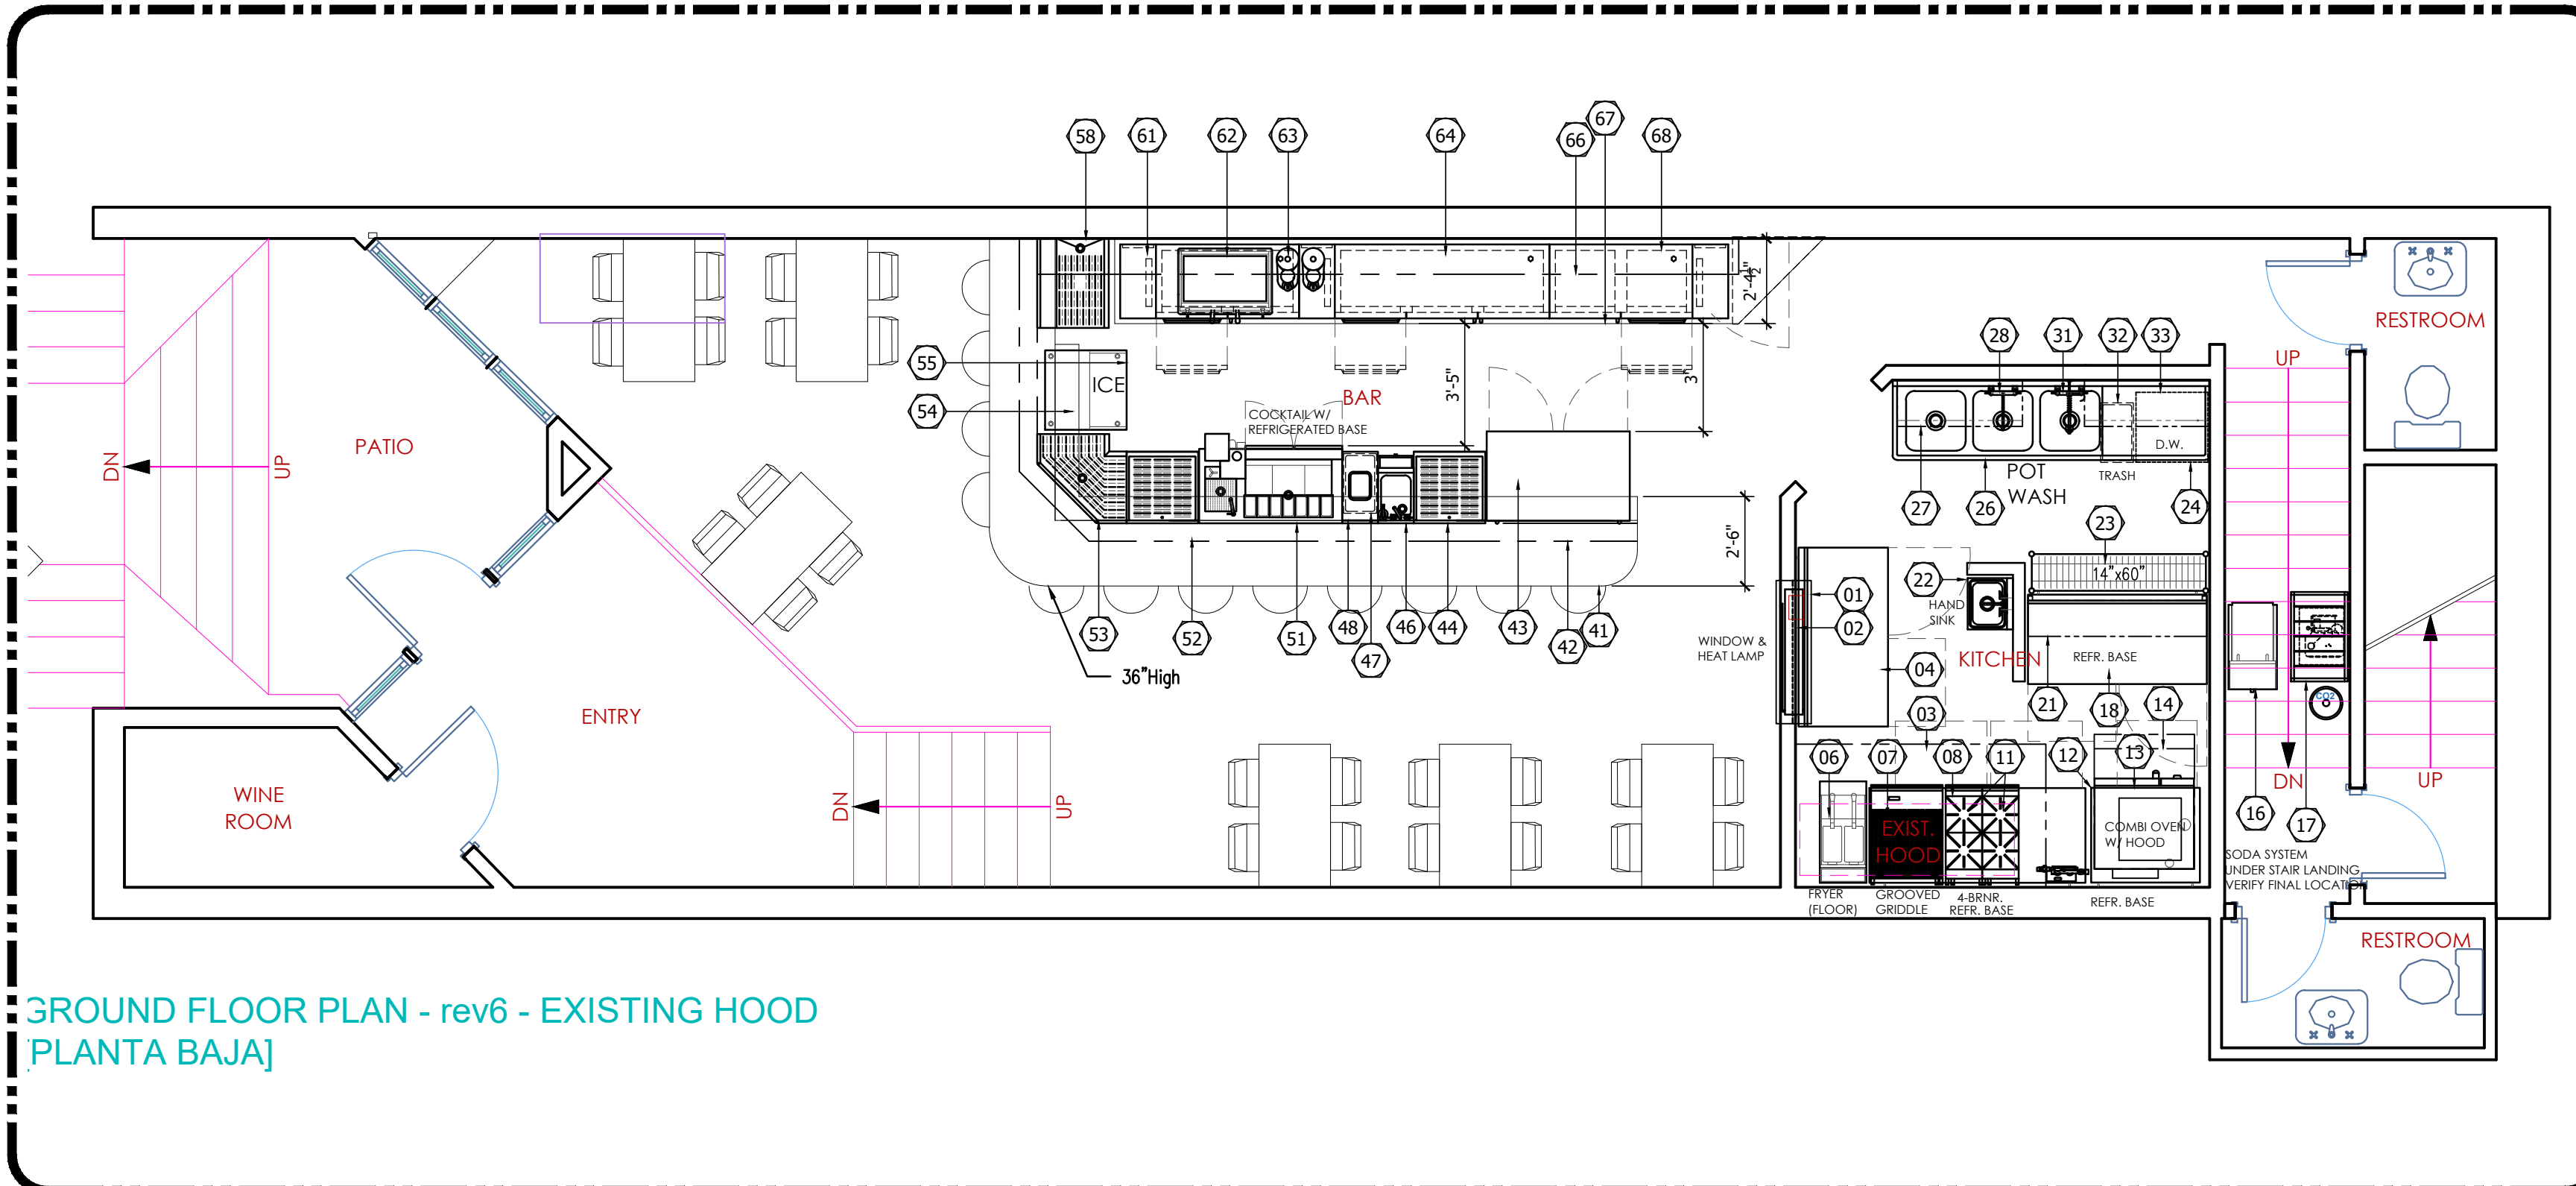 58
61
62
63
64
66
67
68
2'-4½"
RESTROOM
28
31
32
33
UP
55
ICE
54
3'-5"
3'
BAR
COCKTAIL W/
REFRIGERATED BASE
D.W.
TRASH
POT
WASH
27
26
24
PATIO
DN
UP
2'-6"
23
14"x60"
22
HAND
SINK
01
02
53
52
51
48
47
46
44
43
42
41
WINDOW &
HEAT LAMP
KITCHEN
REFR. BASE
04
36"High
CO2
21
18
14
ENTRY
03
06
07
08
11
12
13
DN
UP
DN
UP
WINE
ROOM
16
17
EXIST.
HOOD
COMBI OVEN
W/ HOOD
SODA SYSTEM
UNDER STAIR LANDING
VERIFY FINAL LOCATION
FRYER
(FLOOR)
GROOVED
GRIDDLE
4-BRNR.
REFR. BASE
REFR. BASE
RESTROOM
GROUND FLOOR PLAN - rev6 - EXISTING HOOD
[PLANTA BAJA]